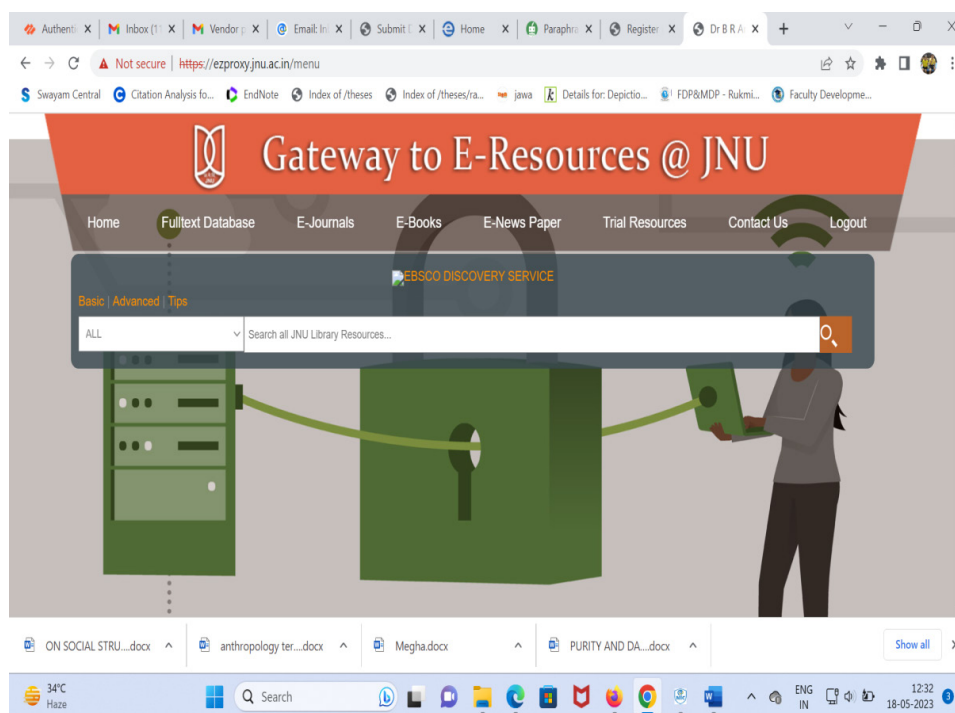 Authenti
Inbox (1
Vendor p
Email: In
Submit
Home
Paraphra
Register
Dr B R A
Not secure | https://ezproxy.jnu.ac.in/menu
Swayam Central Citation Analysis fo... EndNote Index of /theses Index of /theses/ra... jawa Details for: Depictio... FDP&MDP - Rukmi... Faculty Developme...
Gateway to E-Resources @ JNU
Home Fulltext Database E-Journals E-Books E-News Paper Trial Resources Contact Us Logout
EBSCO DISCOVERY SERVICE
Basic | Advanced | Tips
ALL Search all JNU Library Resources...
ON SOCIAL STRU....docx anthropology ter....docx Megha.docx PURITY AND DA....docx Show all
34°C
Haze
Search
ENG
IN
12:32
18-05-2023
3